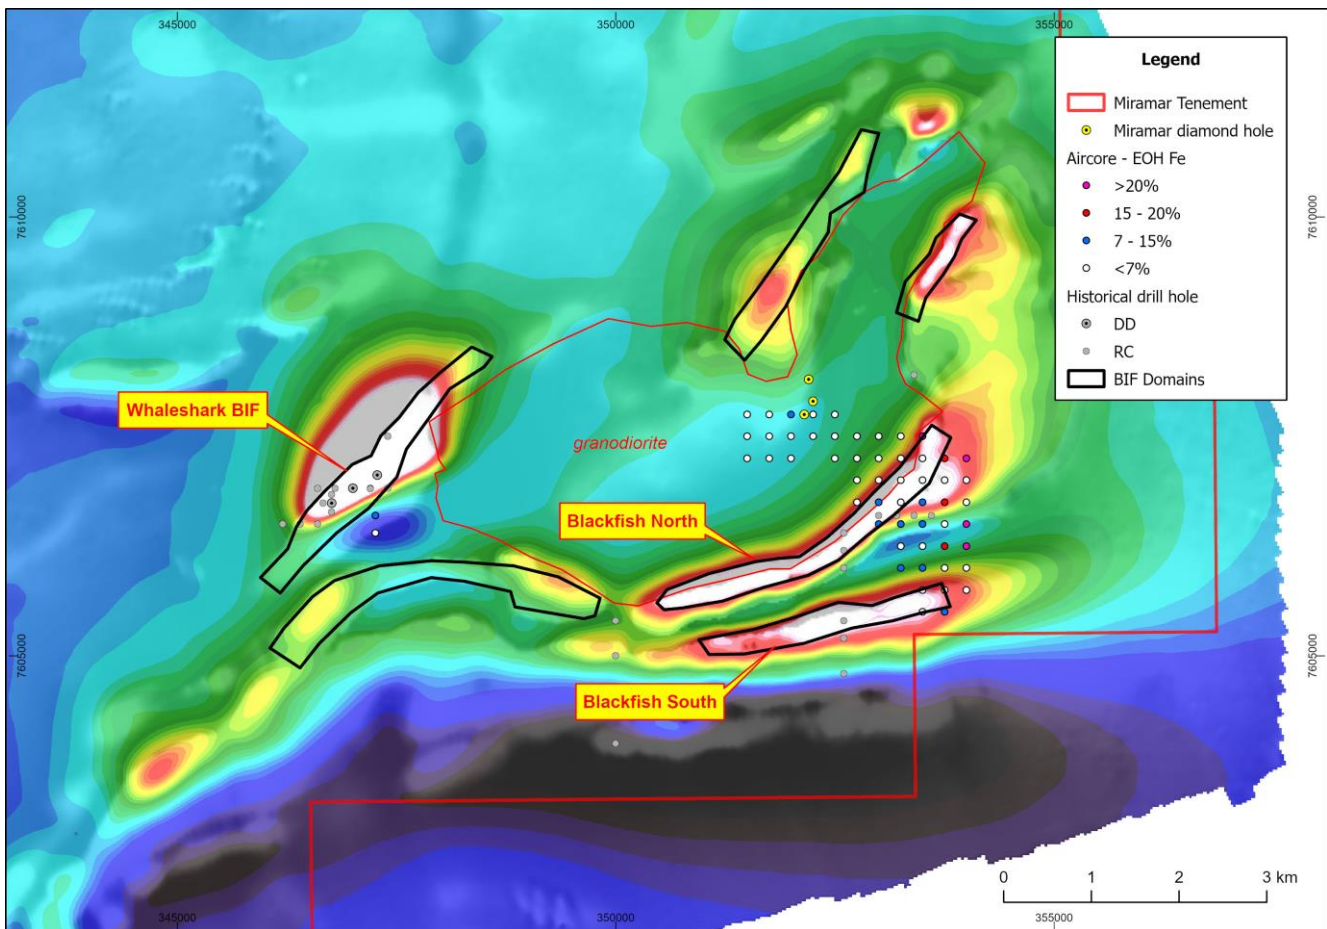 345000
350000
355000
Legend
Miramar Tenement
Miramar diamond hole
Aircore - EOH Fe
>20%
15 - 20%
7 - 15%
<7%
Historical drill hole
DD
RC
BIF Domains
7610000
7610000
Whaleshark BIF
granodiorite
Blackfish North
Blackfish South
7605000
7605000
0 1 2 3 km
345000
350000
355000